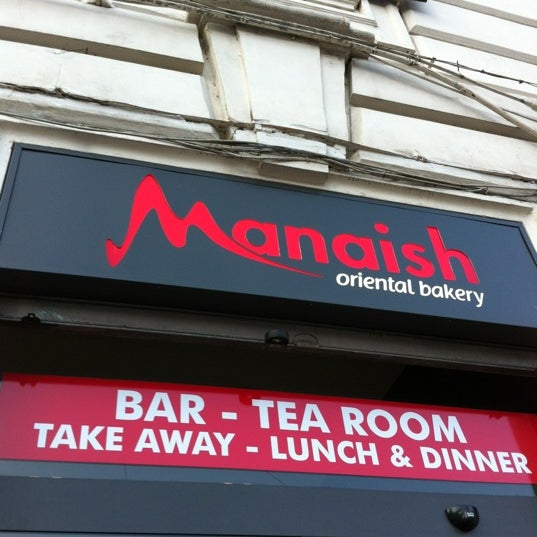 Manaish
oriental bakery
BAR - TEA ROOM
TAKE AWAY - LUNCH & DINNER